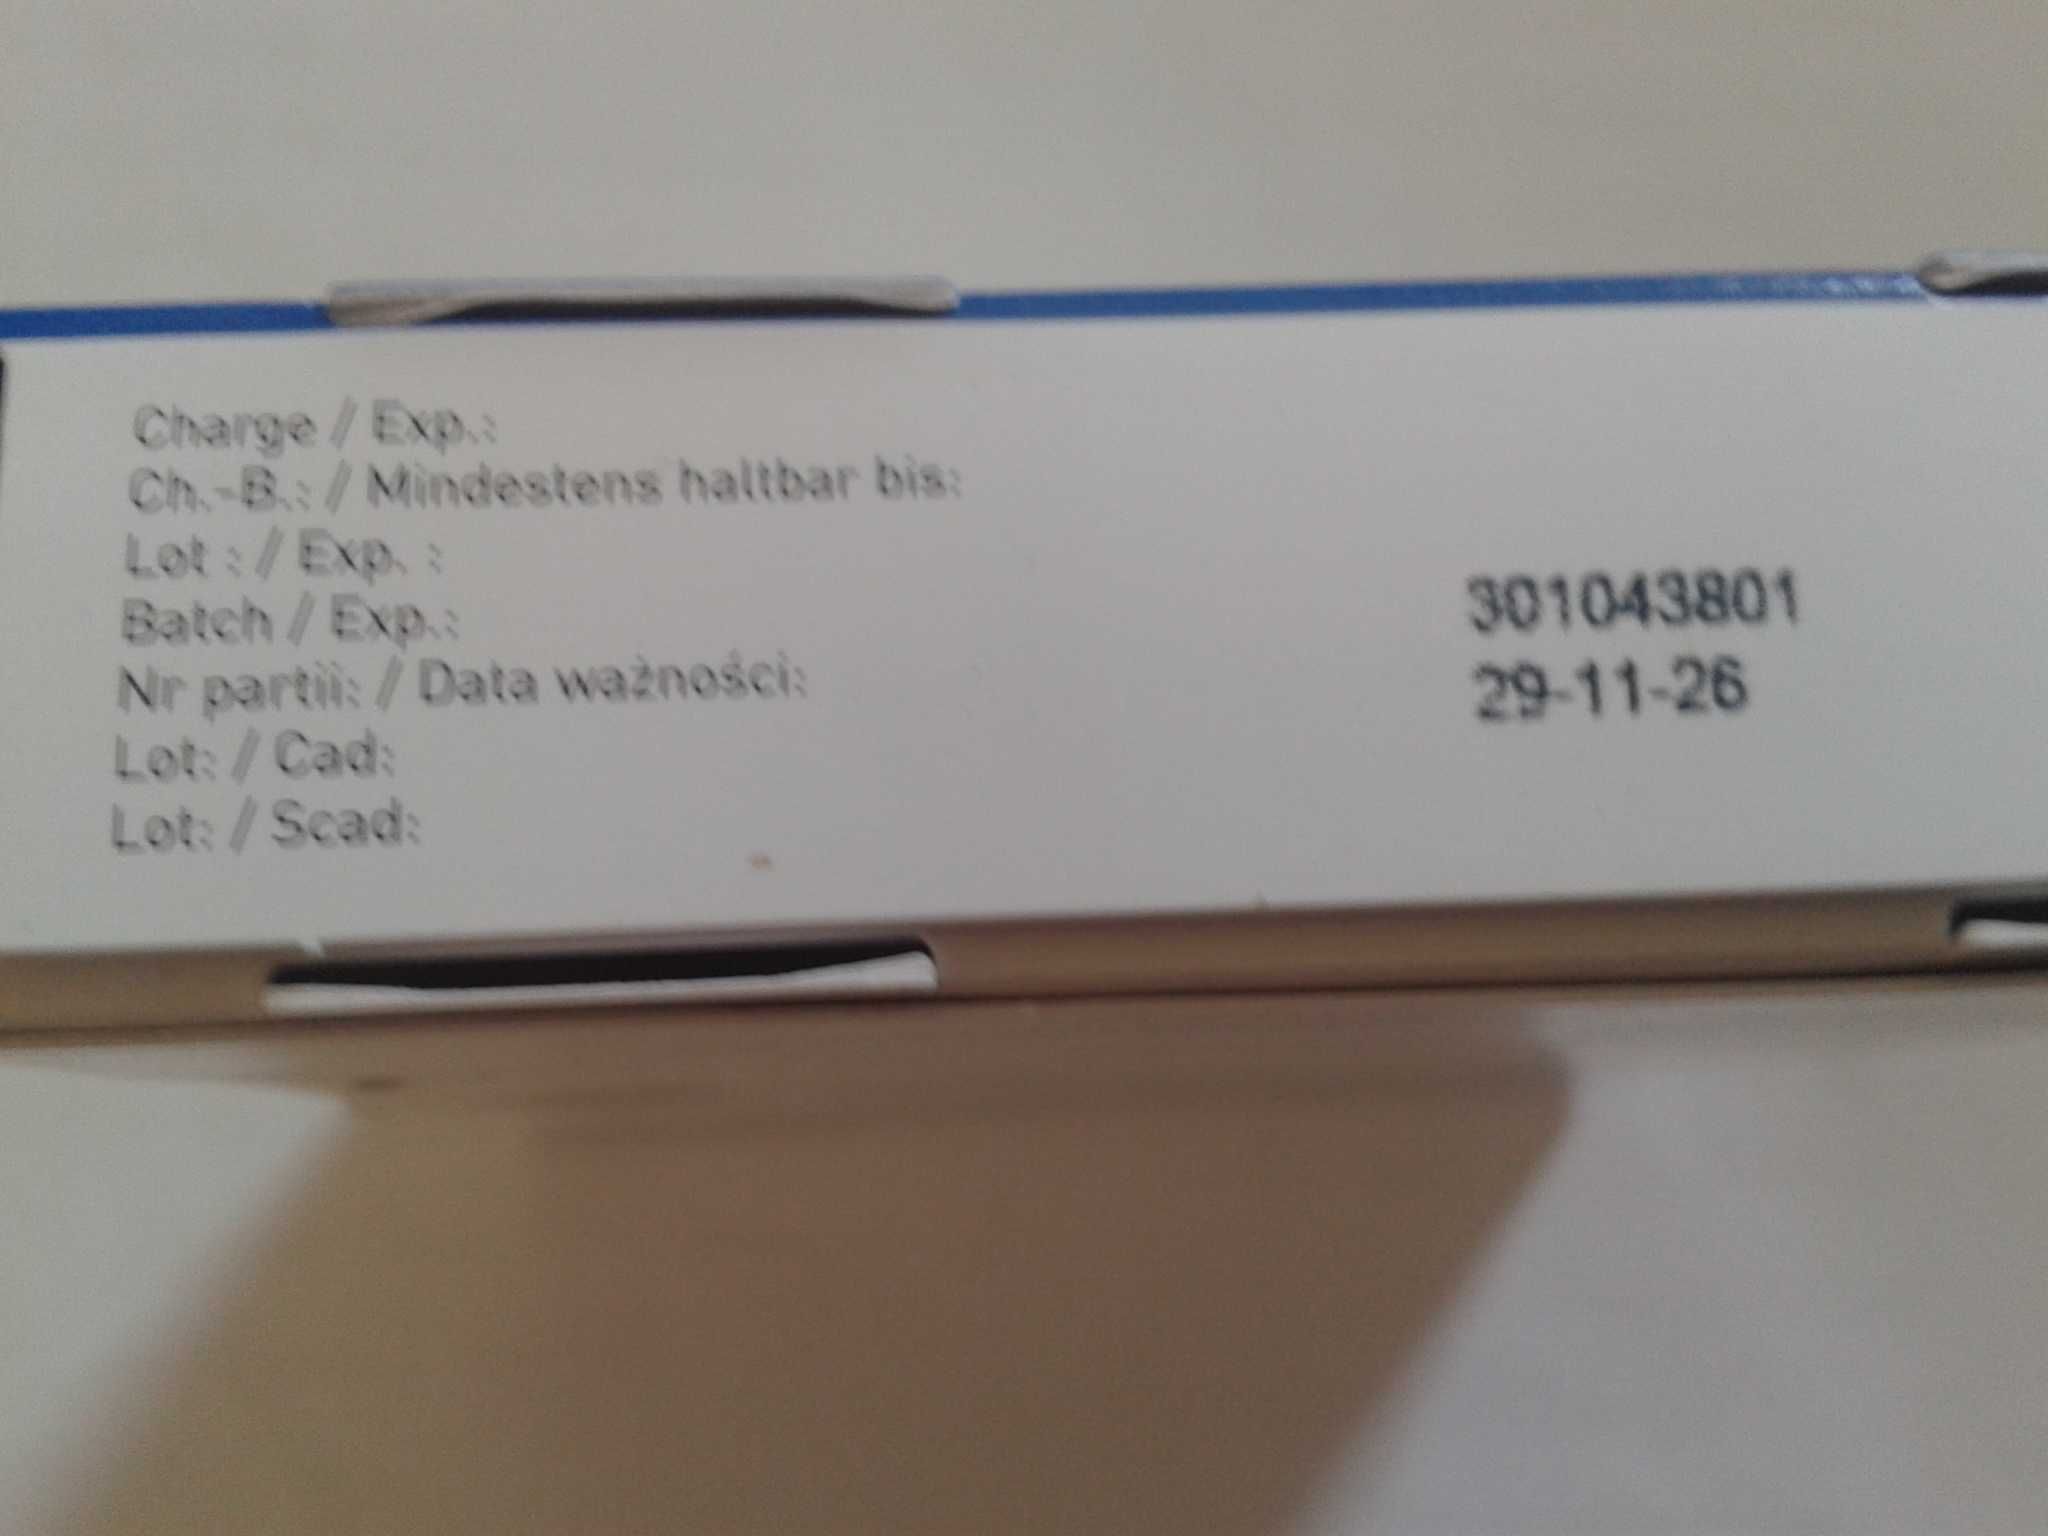 Charge / Exp.:
Ch.-B.: / Mindestens haltbar bis:
Lot : / Exp. :
Batch / Exp.:
Nr partii: / Data ważności:
Lot: / Cad:
Lot: / Scad:
301043801
29-11-26